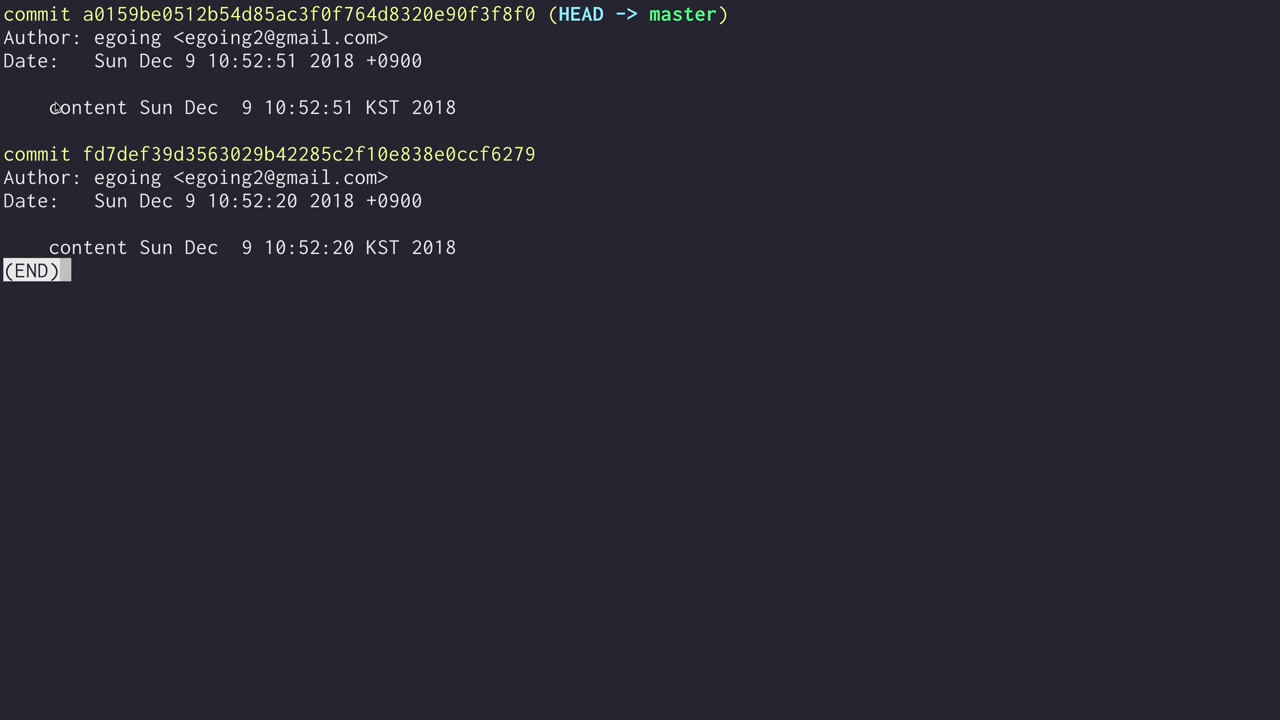 commit a0159be0512b54d85ac3f0f764d8320e90f3f8f0 (HEAD -> master)
Author: egoing <egoing2@gmail.com>
Date:   Sun Dec 9 10:52:51 2018 +0900
    content Sun Dec  9 10:52:51 KST 2018
commit fd7def39d3563029b42285c2f10e838e0ccf6279
Author: egoing <egoing2@gmail.com>
Date:   Sun Dec 9 10:52:20 2018 +0900
    content Sun Dec  9 10:52:20 KST 2018
(END)